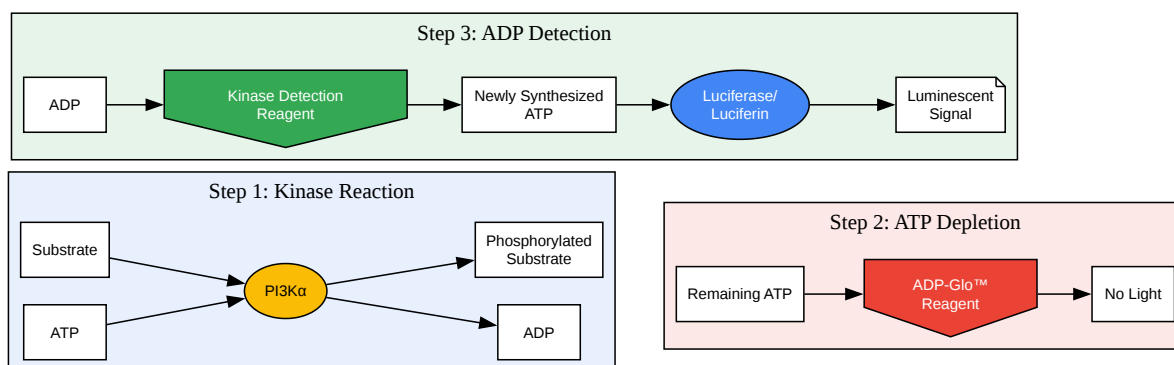 Step 3: ADP Detection
ADP
Kinase Detection
Reagent
Newly Synthesized
ATP
Luciferase/
Luciferin
Luminescent
Signal
Step 1: Kinase Reaction
Substrate
ATP
PI3Kα
Phosphorylated
Substrate
ADP
Step 2: ATP Depletion
Remaining ATP
ADP-Glo™
Reagent
No Light